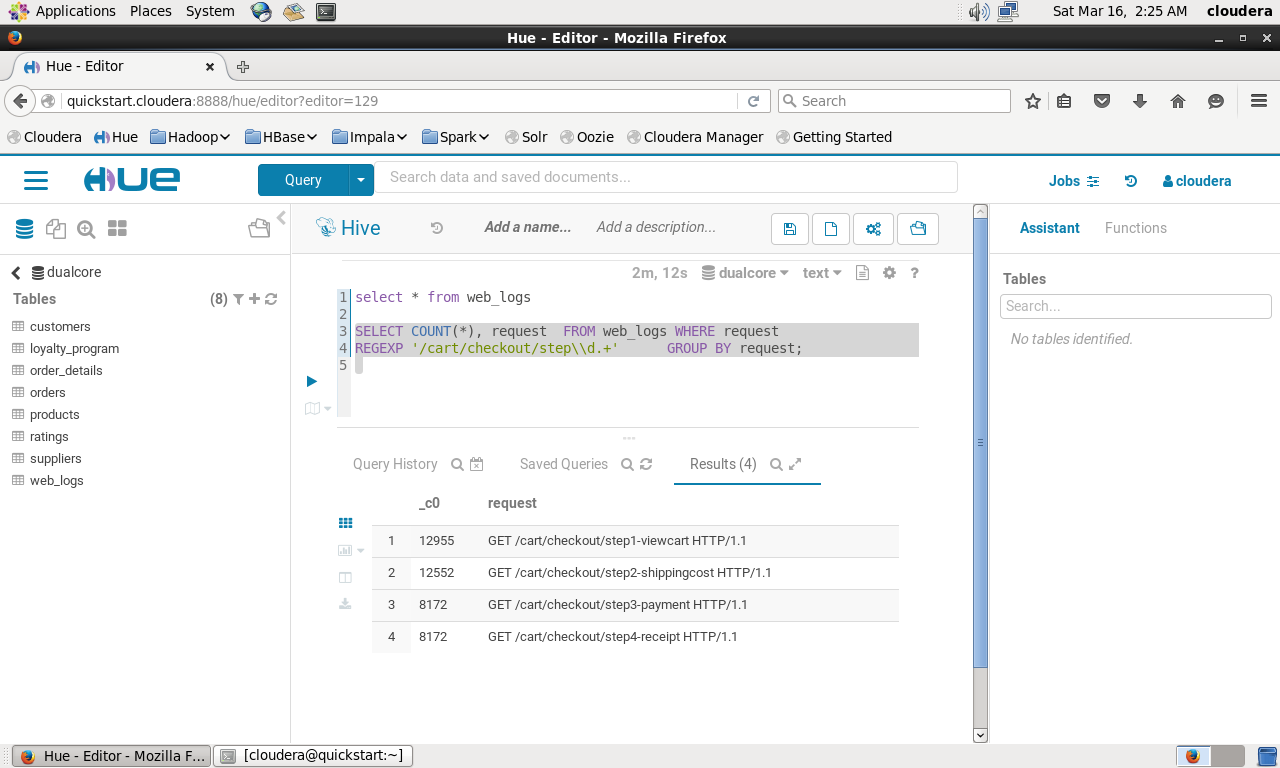 Applications Places System Sat Mar 16, 2:25 AM cloudera
Hue - Editor - Mozilla Firefox
Hue - Editor
quickstart.cloudera:8888/hue/editor?editor=129 Search
Cloudera Hue Hadoop HBase Impala Spark Solr Oozie Cloudera Manager Getting Started
HUE Query Search data and saved documents... Jobs cloudera
Hive Add a name... Add a description... Assistant Functions
dualcore 2m, 12s dualcore text ?
Tables (8)
Tables
Search...
No tables identified.
customers
loyalty_program
order_details
orders
products
ratings
suppliers
web_logs
1 select * from web_logs
2
3 SELECT COUNT(*), request  FROM web_logs WHERE request
4 REGEXP '/cart/checkout/step\\d.+'      GROUP BY request;
5
Query History Saved Queries Results (4)
_c0 request
1 12955 GET /cart/checkout/step1-viewcart HTTP/1.1
2 12552 GET /cart/checkout/step2-shippingcost HTTP/1.1
3 8172 GET /cart/checkout/step3-payment HTTP/1.1
4 8172 GET /cart/checkout/step4-receipt HTTP/1.1
Hue - Editor - Mozilla F... [cloudera@quickstart:~]